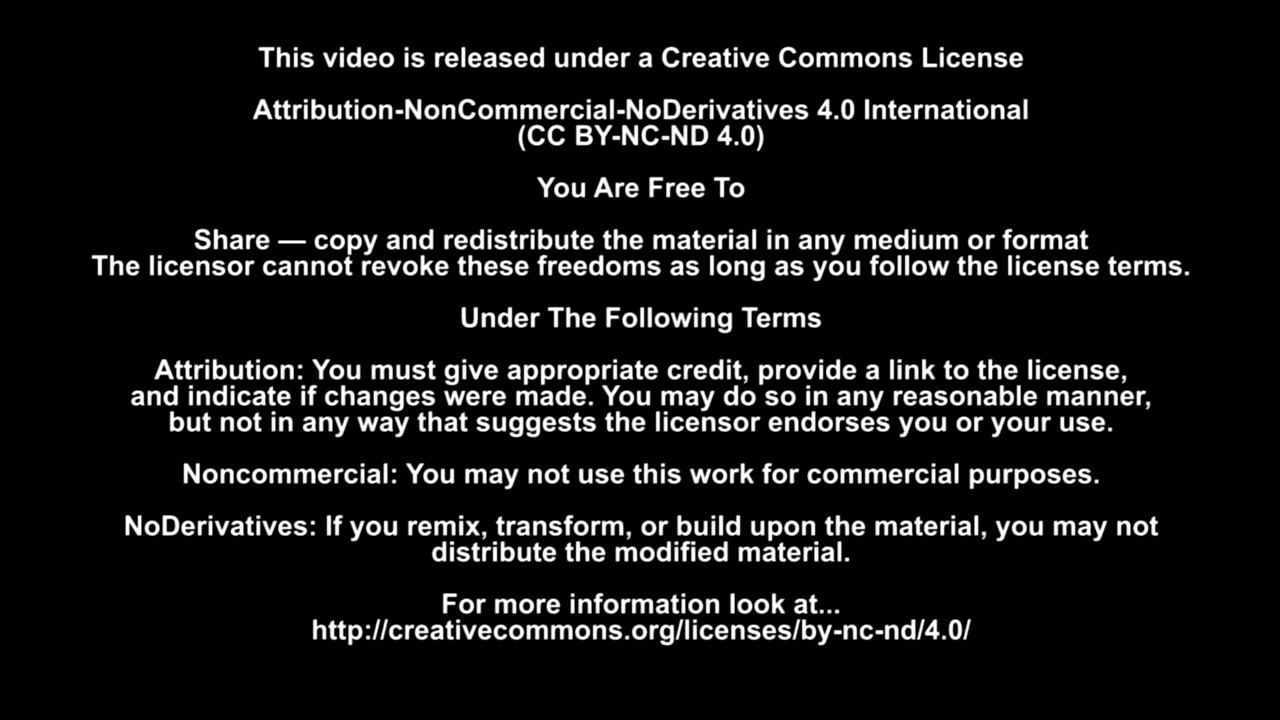 This video is released under a Creative Commons License
Attribution-NonCommercial-NoDerivatives 4.0 International
(CC BY-NC-ND 4.0)
You Are Free To
Share — copy and redistribute the material in any medium or format
The licensor cannot revoke these freedoms as long as you follow the license terms.
Under The Following Terms
Attribution: You must give appropriate credit, provide a link to the license,
and indicate if changes were made. You may do so in any reasonable manner,
but not in any way that suggests the licensor endorses you or your use.
Noncommercial: You may not use this work for commercial purposes.
NoDerivatives: If you remix, transform, or build upon the material, you may not
distribute the modified material.
For more information look at...
http://creativecommons.org/licenses/by-nc-nd/4.0/